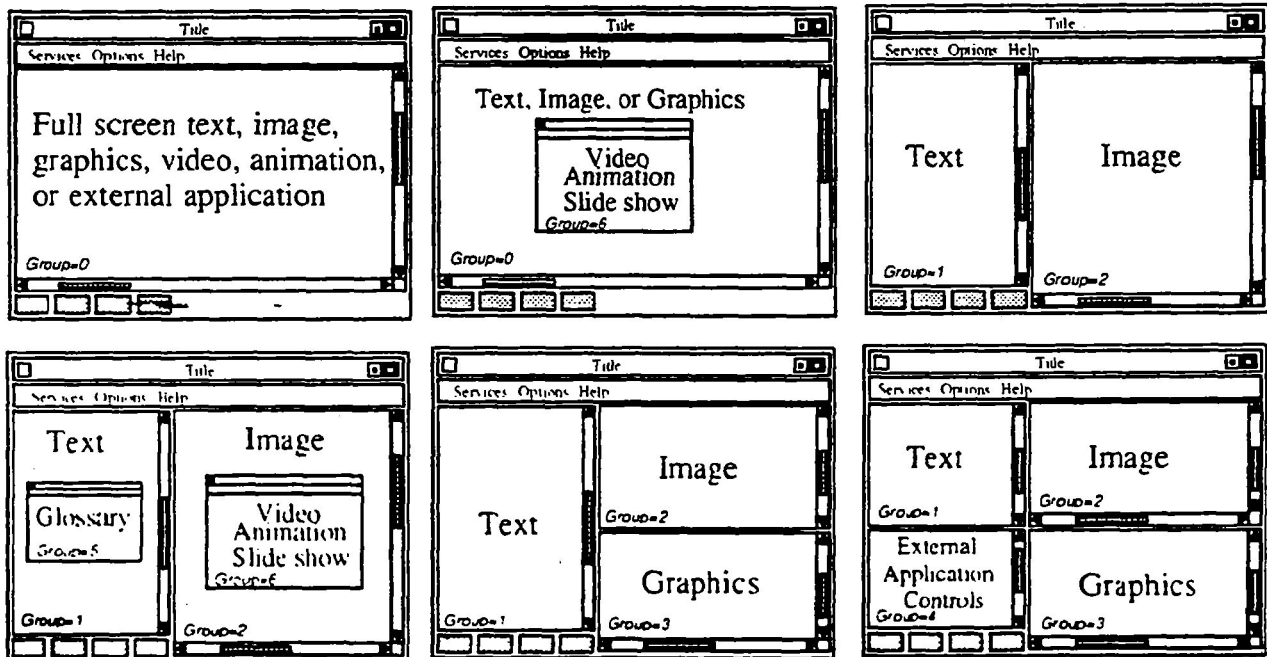 Title
Services Options Help
Full screen text, image,
graphics, video, animation,
or external application
Group=0
Title
Services Options Help
Text, Image, or Graphics
Video
Animation
Slide show
Group=6
Group=0
Title
Services Options Help
Text
Image
Group=1
Group=2
Title
Services Options Help
Text
Image
Glossary
Group=5
Video
Animation
Slide show
Group=6
Group=1
Group=2
Title
Services Options Help
Text
Image
Group=2
Graphics
Group=1
Group=3
Title
Services Options Help
Text
Group=1
Image
Group=2
External
Application
Controls
Group=4
Graphics
Group=3